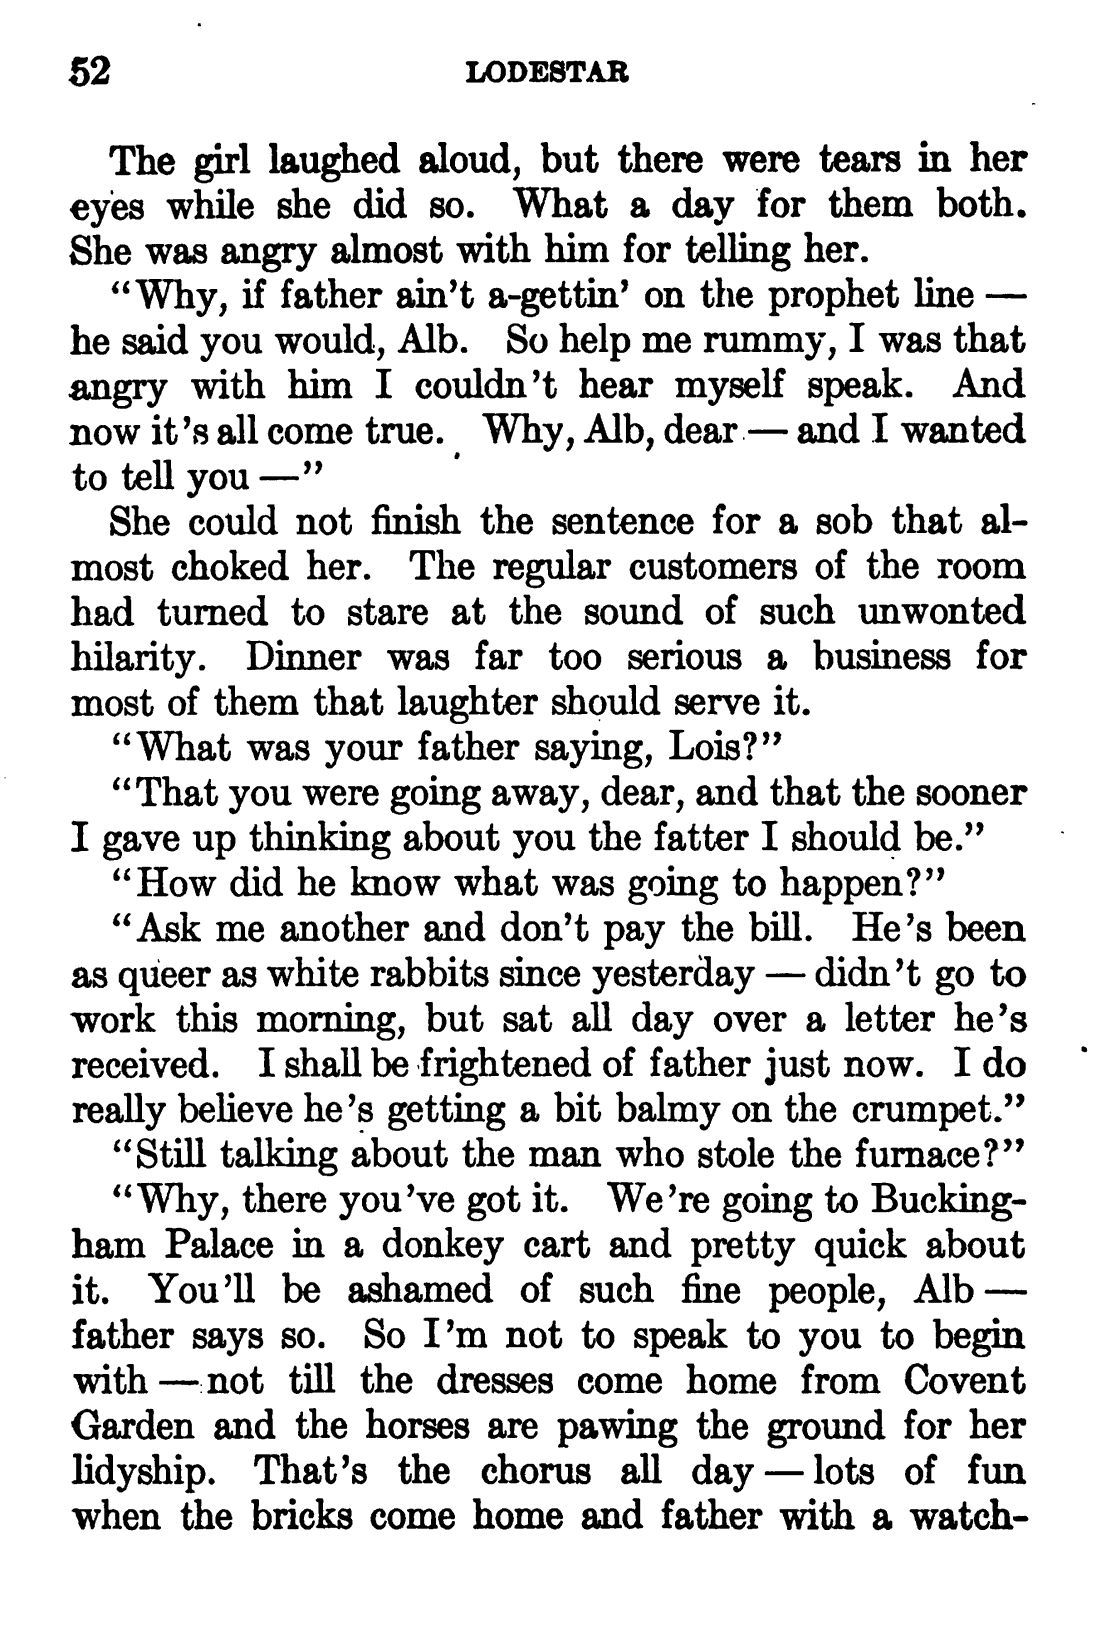 52 LODESTAR
The girl laughed aloud, but there were tears in her
eyes while she did so. What a day for them both.
She was angry almost with him for telling her.
“Why, if father ain't a-gettin' on the prophet line —
he said you would, Alb. So help me rummy, I was that
angry with him I couldn't hear myself speak. And
now it's all come true. Why, Alb, dear — and I wanted
to tell you —”
She could not finish the sentence for a sob that al-
most choked her. The regular customers of the room
had turned to stare at the sound of such unwonted
hilarity. Dinner was far too serious a business for
most of them that laughter should serve it.
“What was your father saying, Lois?”
“That you were going away, dear, and that the sooner
I gave up thinking about you the fatter I should be.”
“How did he know what was going to happen?”
“Ask me another and don't pay the bill. He's been
as queer as white rabbits since yesterday — didn't go to
work this morning, but sat all day over a letter he's
received. I shall be frightened of father just now. I do
really believe he's getting a bit balmy on the crumpet.”
“Still talking about the man who stole the furnace?”
“Why, there you've got it. We're going to Bucking-
ham Palace in a donkey cart and pretty quick about
it. You'll be ashamed of such fine people, Alb —
father says so. So I'm not to speak to you to begin
with — not till the dresses come home from Covent
Garden and the horses are pawing the ground for her
lidyship. That's the chorus all day — lots of fun
when the bricks come home and father with a watch-